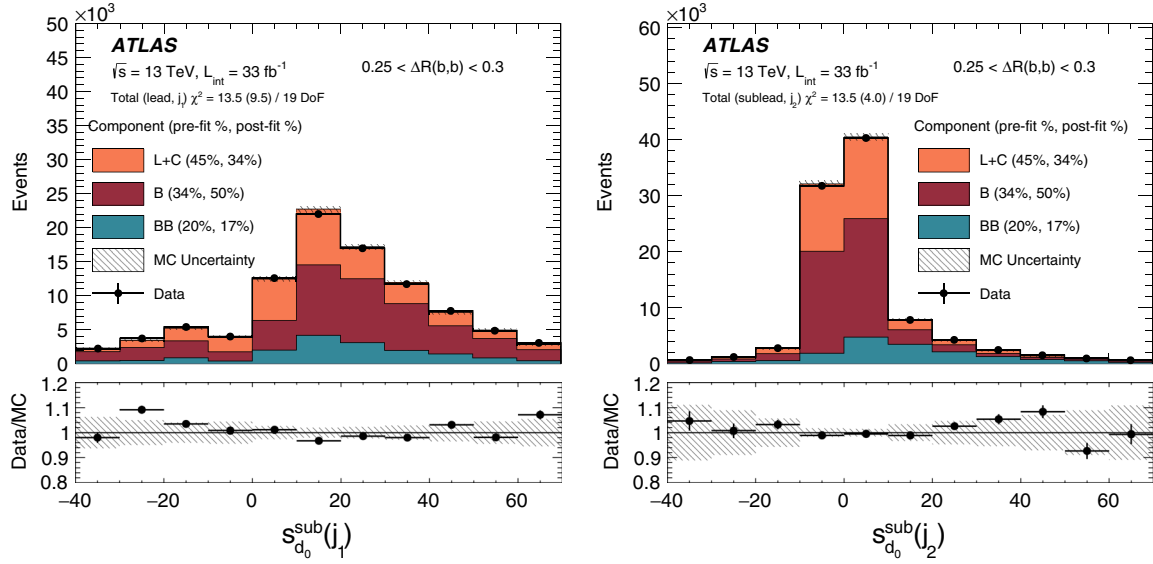 ×10³
50
45
40
35
30
25
20
15
10
5
0
Events
ATLAS
√s = 13 TeV, L_int = 33 fb⁻¹
0.25 < ΔR(b,b) < 0.3
Total (lead, j₁) χ² = 13.5 (9.5) / 19 DoF
Component (pre-fit %, post-fit %)
L+C (45%, 34%)
B (34%, 50%)
BB (20%, 17%)
MC Uncertainty
Data
1.2
1.1
1
0.9
0.8
Data/MC
−40 −20 0 20 40 60
s_{d₀}^{sub}(j₁)
×10³
60
50
40
30
20
10
0
Events
ATLAS
√s = 13 TeV, L_int = 33 fb⁻¹
0.25 < ΔR(b,b) < 0.3
Total (sublead, j₂) χ² = 13.5 (4.0) / 19 DoF
Component (pre-fit %, post-fit %)
L+C (45%, 34%)
B (34%, 50%)
BB (20%, 17%)
MC Uncertainty
Data
1.2
1.1
1
0.9
0.8
Data/MC
−40 −20 0 20 40 60
s_{d₀}^{sub}(j₂)